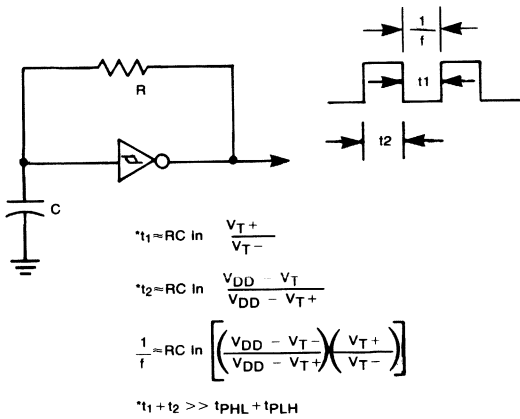 1
f
R
t1
t2
C
*t1≈RC ln VT+
VT−
*t2≈RC ln VDD − VT
VDD − VT+
1
f
≈RC ln [(VDD − VT−
VDD − VT+)(VT+
VT−)]
*t1+t2 >> tPHL+tPLH